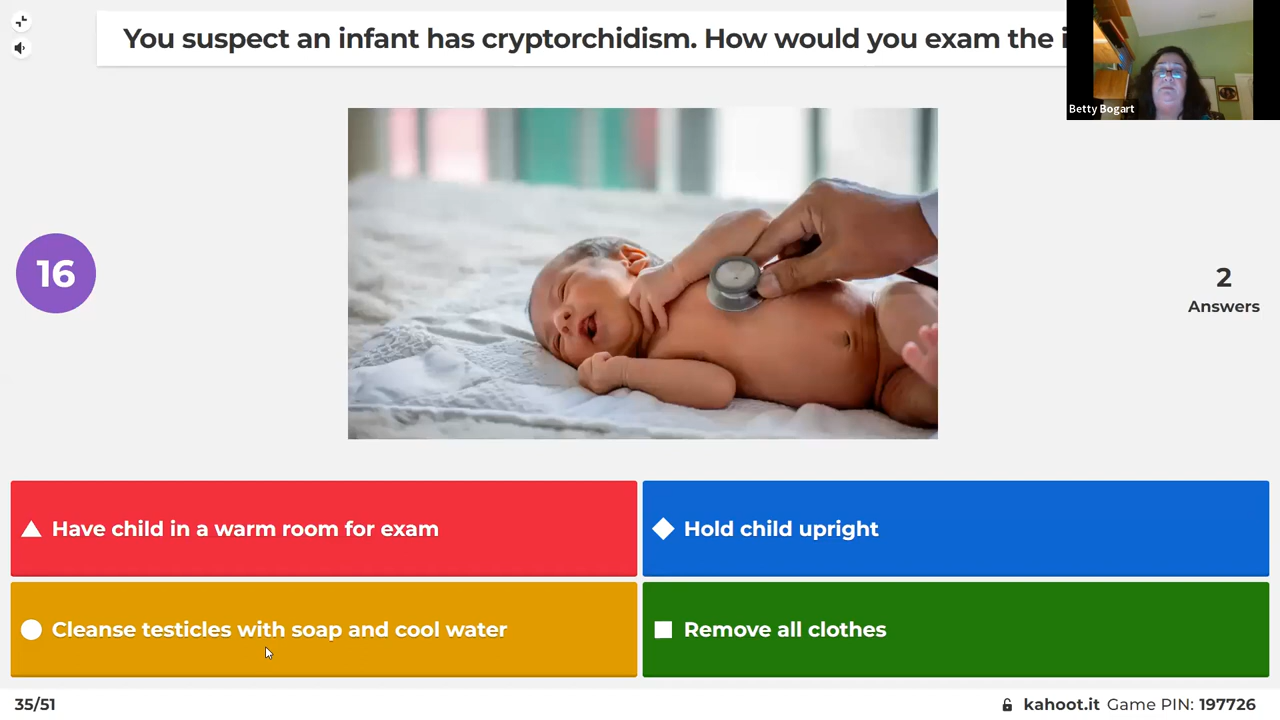 You suspect an infant has cryptorchidism. How would you exam the
Betty Bogart
16
2
Answers
Have child in a warm room for exam
Hold child upright
Cleanse testicles with soap and cool water
Remove all clothes
35/51
kahoot.it Game PIN: 197726